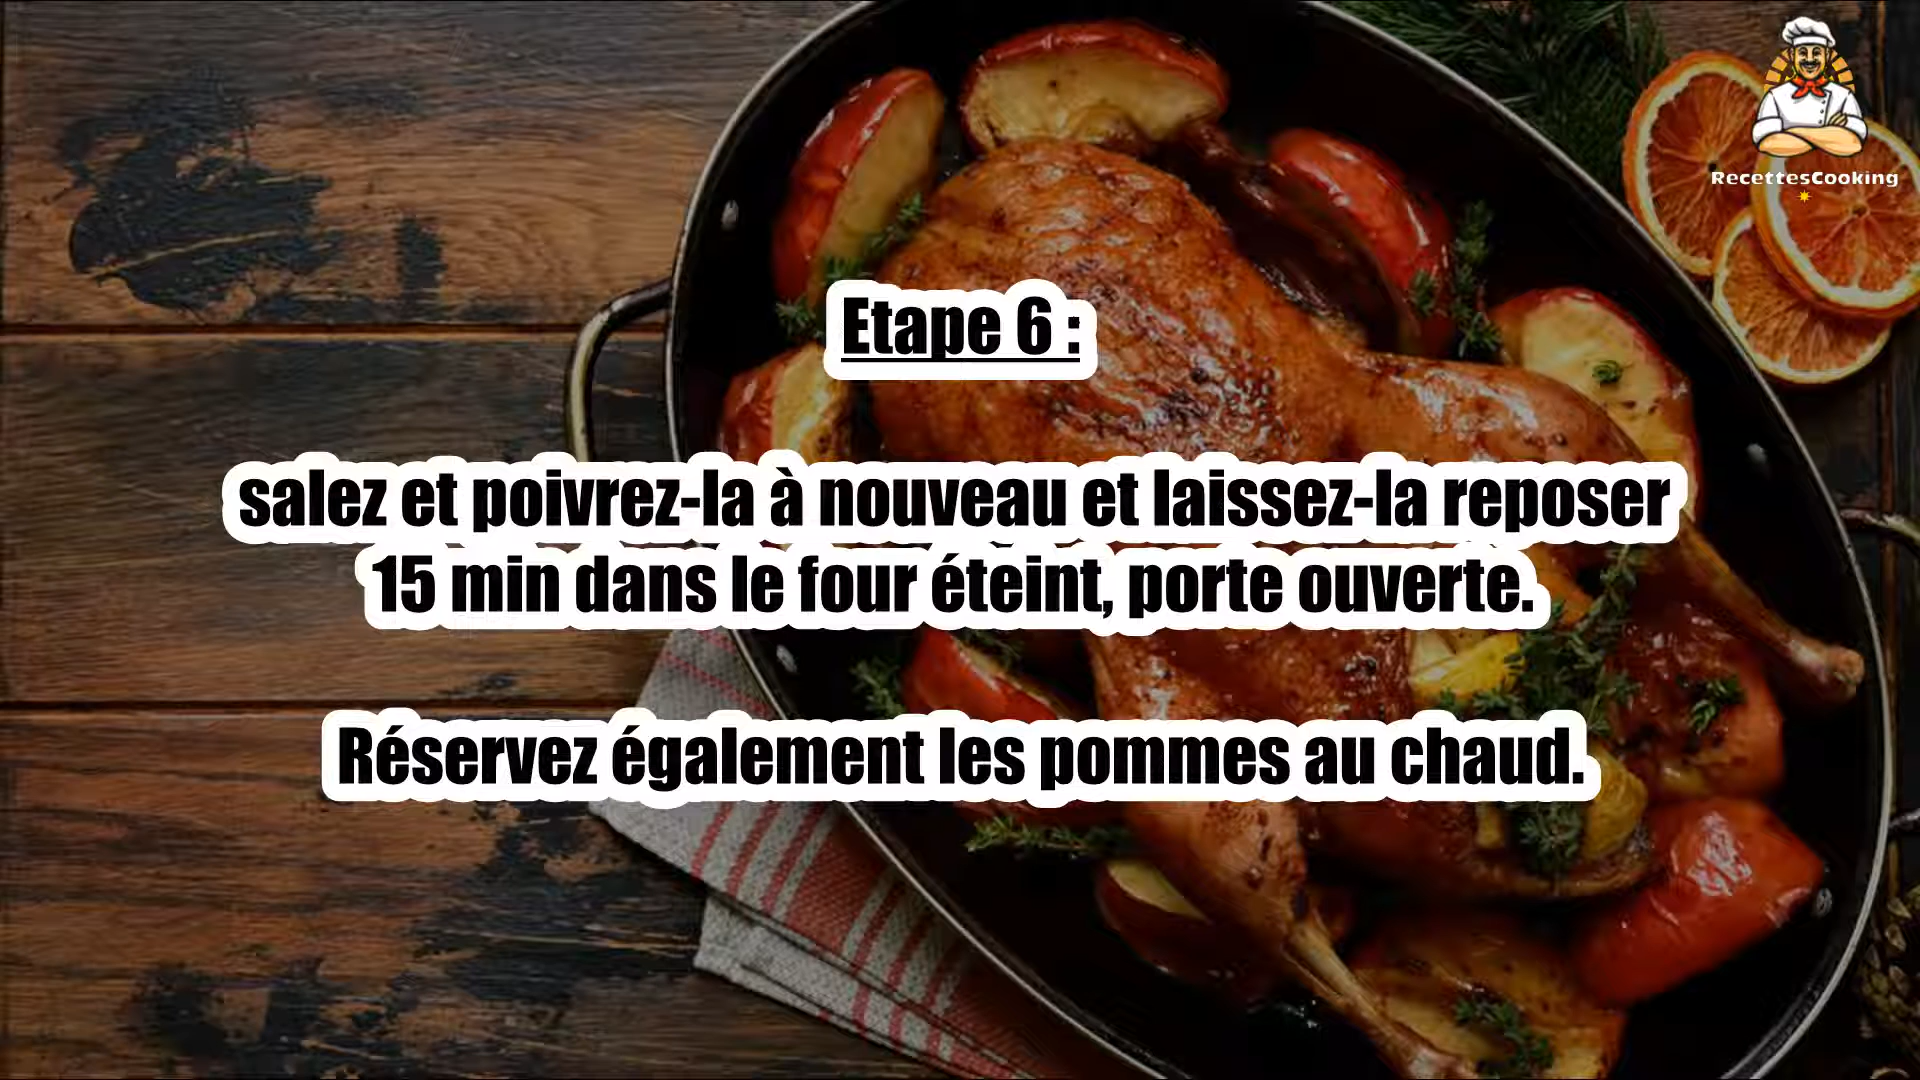 RecettesCooking
Etape 6 :
salez et poivrez-la à nouveau et laissez-la reposer
15 min dans le four éteint, porte ouverte.
Réservez également les pommes au chaud.